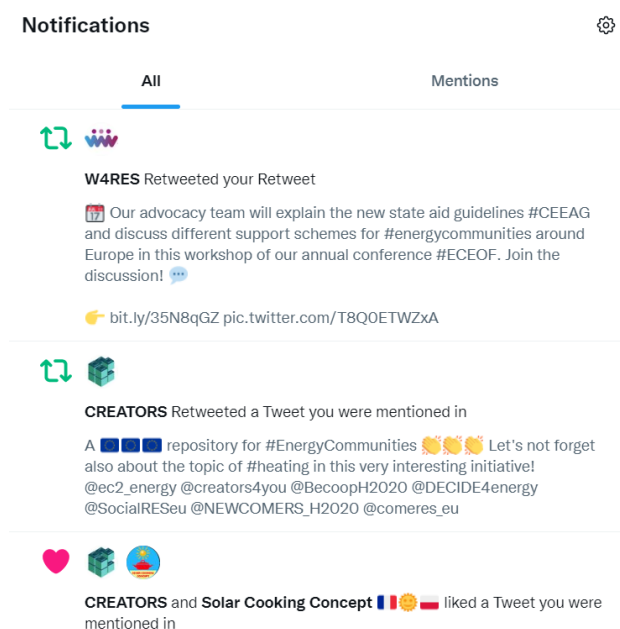 Notifications
All
Mentions
W4RES Retweeted your Retweet
📅 Our advocacy team will explain the new state aid guidelines #CEEAG
and discuss different support schemes for #energycommunities around
Europe in this workshop of our annual conference #ECEOF. Join the
discussion! 💬
👉 bit.ly/35N8qGZ pic.twitter.com/T8Q0ETWZxA
CREATORS Retweeted a Tweet you were mentioned in
A 🇪🇺🇪🇺🇪🇺 repository for #EnergyCommunities 👏👏👏 Let's not forget
also about the topic of #heating in this very interesting initiative!
@ec2_energy @creators4you @BecoopH2020 @DECIDE4energy
@SocialRESeu @NEWCOMERS_H2020 @comeres_eu
CREATORS and Solar Cooking Concept 🇫🇷🌞🇵🇱 liked a Tweet you were
mentioned in